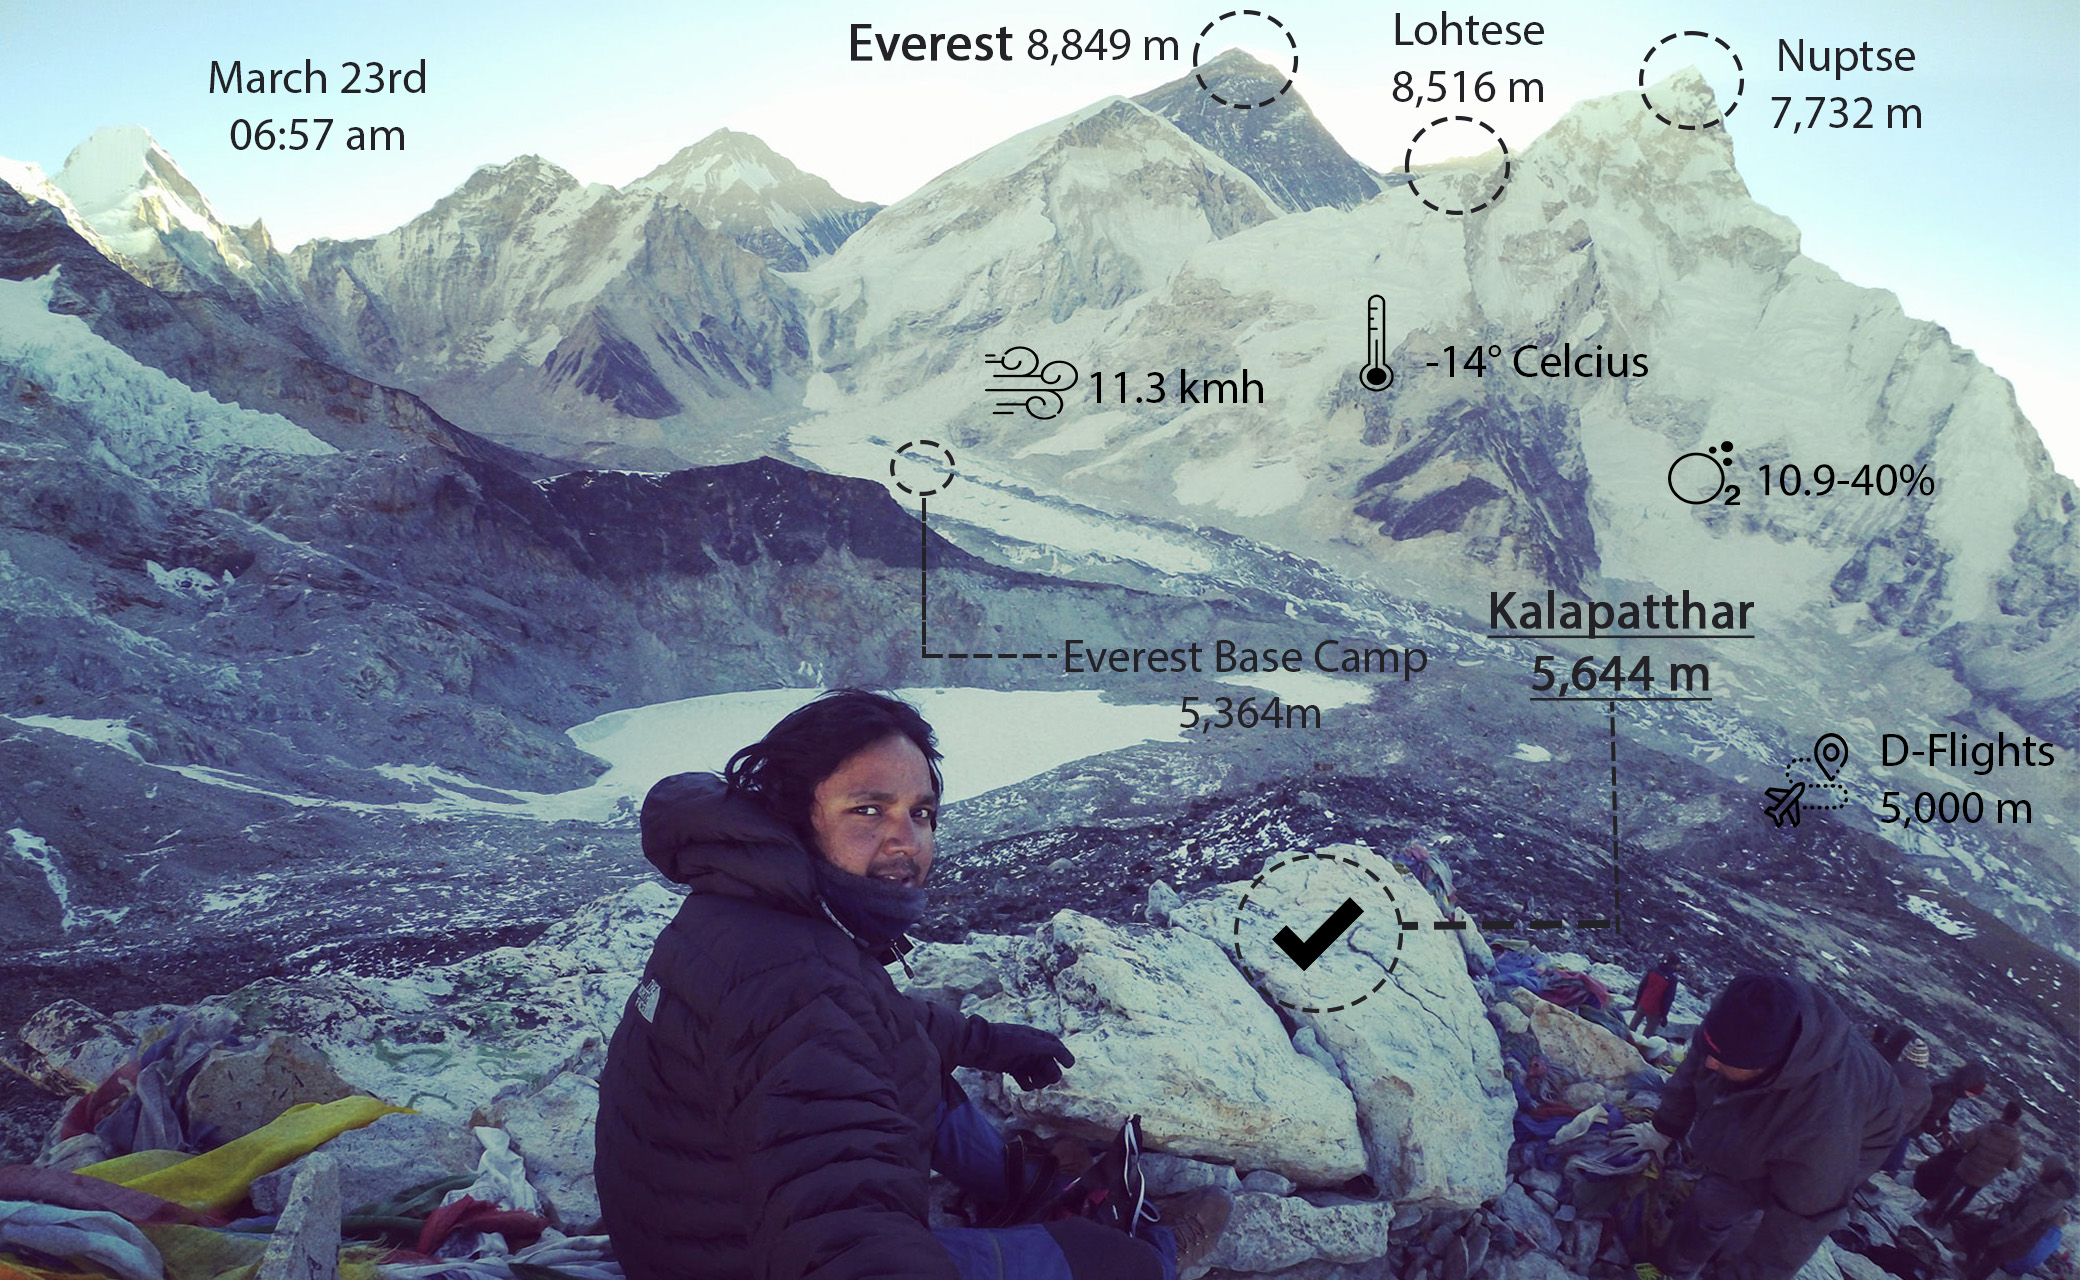 March 23rd
06:57 am
Everest 8,849 m
Lohtese
8,516 m
Nuptse
7,732 m
11.3 kmh
-14° Celcius
O2 10.9-40%
Kalapatthar
5,644 m
Everest Base Camp
5,364m
D-Flights
5,000 m